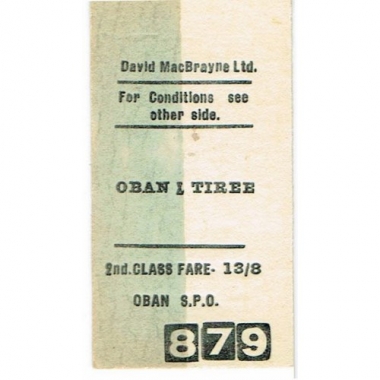 David MacBrayne Ltd.
For Conditions see
other side.
OBAN & TIREE
2nd.CLASS FARE- 13/8
OBAN S.P.O.
879